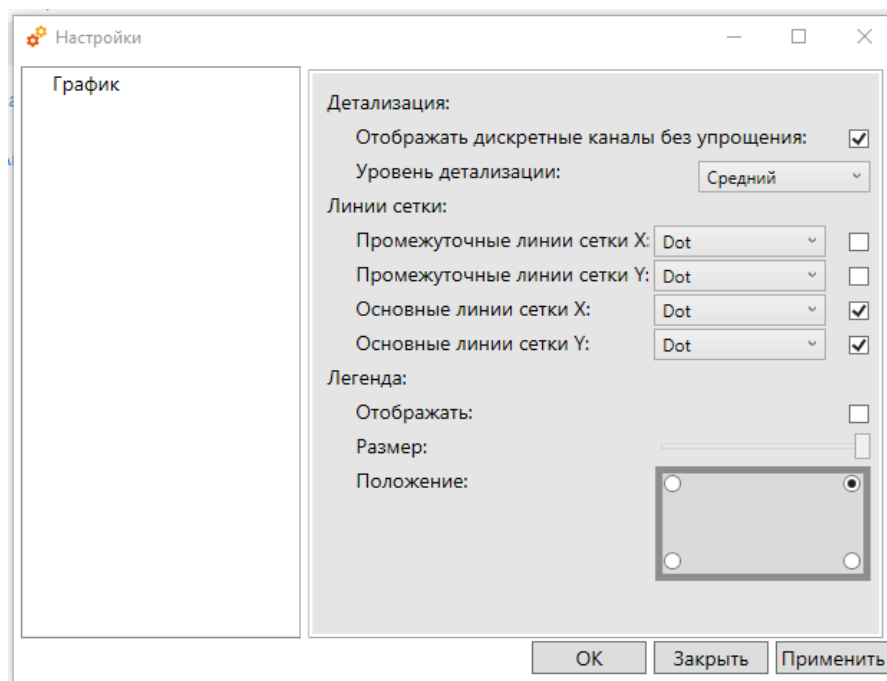 Настройки
График
Детализация:
Отображать дискретные каналы без упрощения:
Уровень детализации: Средний
Линии сетки:
Промежуточные линии сетки X: Dot
Промежуточные линии сетки Y: Dot
Основные линии сетки X: Dot
Основные линии сетки Y: Dot
Легенда:
Отображать:
Размер:
Положение:
ОК Закрыть Применить